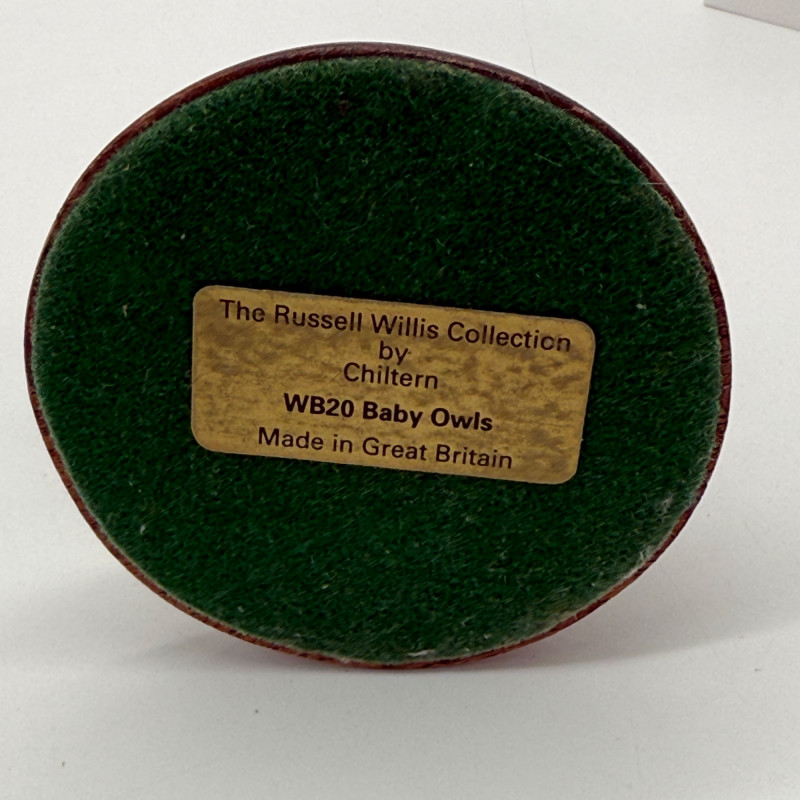 The Russell Willis Collection
by
Chiltern
WB20 Baby Owls
Made in Great Britain